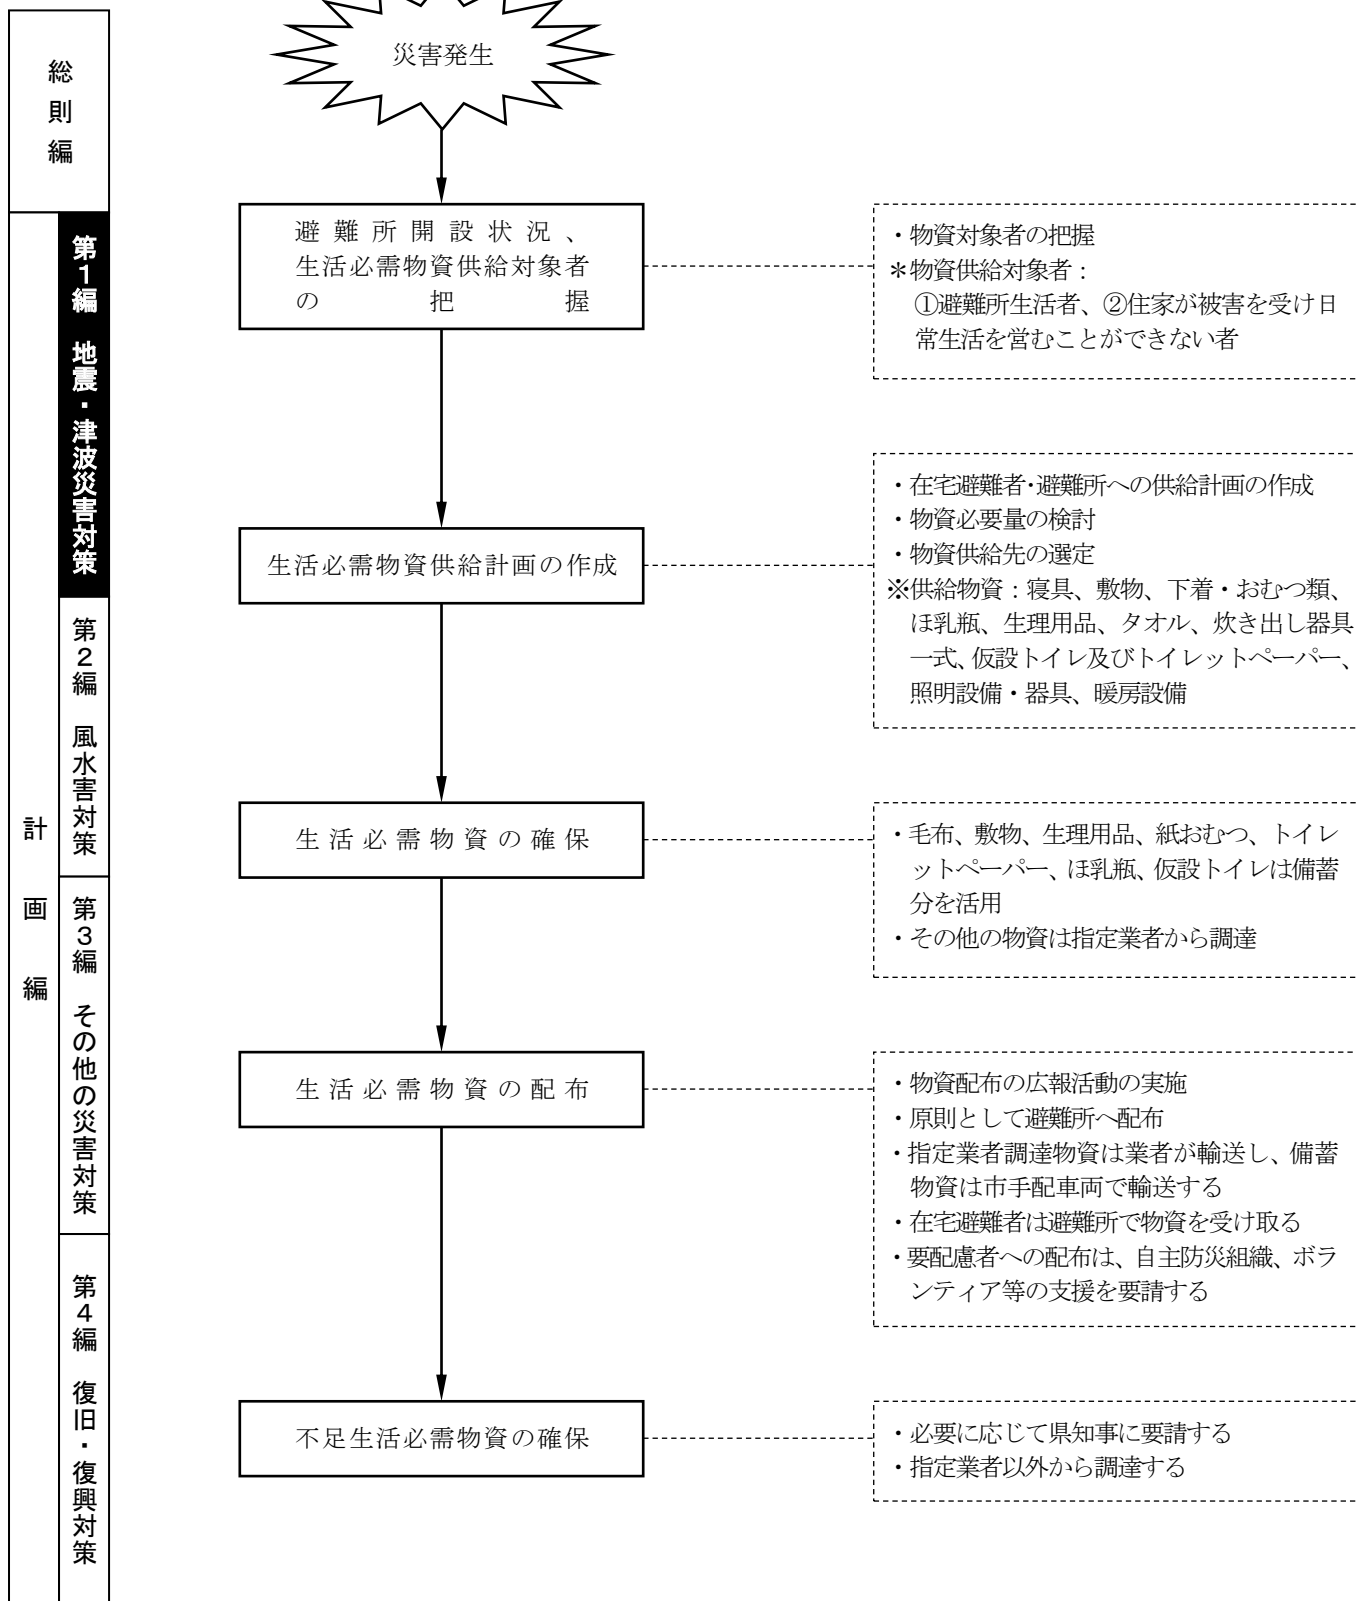 総則編
計画編
第1編 地震・津波災害対策
第2編 風水害対策
第3編 その他の災害対策
第4編 復旧・復興対策
災害発生
避難所開設状況、
生活必需物資供給対象者
の把握
・物資対象者の把握
＊物資供給対象者：
①避難所生活者、②住家が被害を受け日
常生活を営むことができない者
生活必需物資供給計画の作成
・在宅避難者・避難所への供給計画の作成
・物資必要量の検討
・物資供給先の選定
※供給物資：寝具、敷物、下着・おむつ類、
ほ乳瓶、生理用品、タオル、炊き出し器具
一式、仮設トイレ及びトイレットペーパー、
照明設備・器具、暖房設備
生活必需物資の確保
・毛布、敷物、生理用品、紙おむつ、トイレ
ットペーパー、ほ乳瓶、仮設トイレは備蓄
分を活用
・その他の物資は指定業者から調達
生活必需物資の配布
・物資配布の広報活動の実施
・原則として避難所へ配布
・指定業者調達物資は業者が輸送し、備蓄
物資は市手配車両で輸送する
・在宅避難者は避難所で物資を受け取る
・要配慮者への配布は、自主防災組織、ボラ
ンティア等の支援を要請する
不足生活必需物資の確保
・必要に応じて県知事に要請する
・指定業者以外から調達する